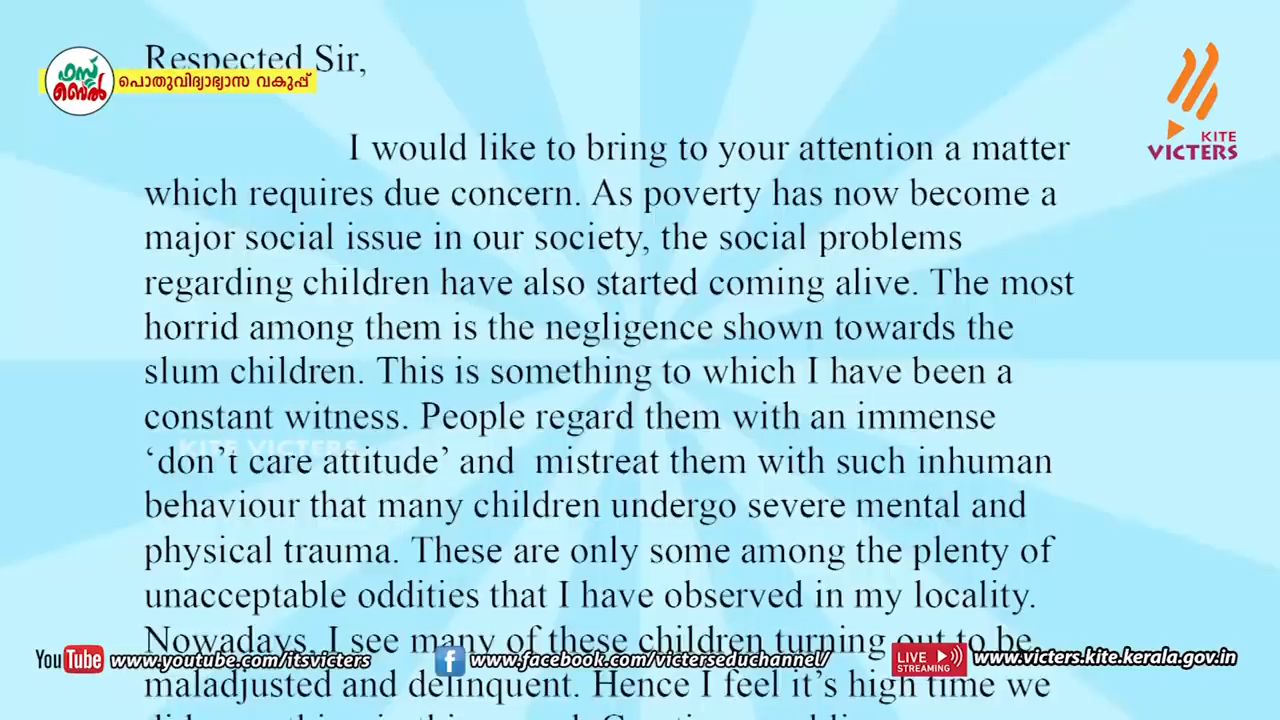 Respected Sir,
ഫസ്റ്റ്
ബെൽ
പൊതുവിദ്യാഭ്യാസ വകുപ്പ്
KITE
VICTERS
I would like to bring to your attention a matter
which requires due concern. As poverty has now become a
major social issue in our society, the social problems
regarding children have also started coming alive. The most
horrid among them is the negligence shown towards the
slum children. This is something to which I have been a
constant witness. People regard them with an immense
KITE VICTERS
‘don’t care attitude’ and mistreat them with such inhuman
behaviour that many children undergo severe mental and
physical trauma. These are only some among the plenty of
unacceptable oddities that I have observed in my locality.
Nowadays, I see many of these children turning out to be
YouTube www.youtube.com/itsvicters
f www.facebook.com/victerseduchannel/
LIVE STREAMING www.victers.kite.kerala.gov.in
maladjusted and delinquent. Hence I feel it’s high time we